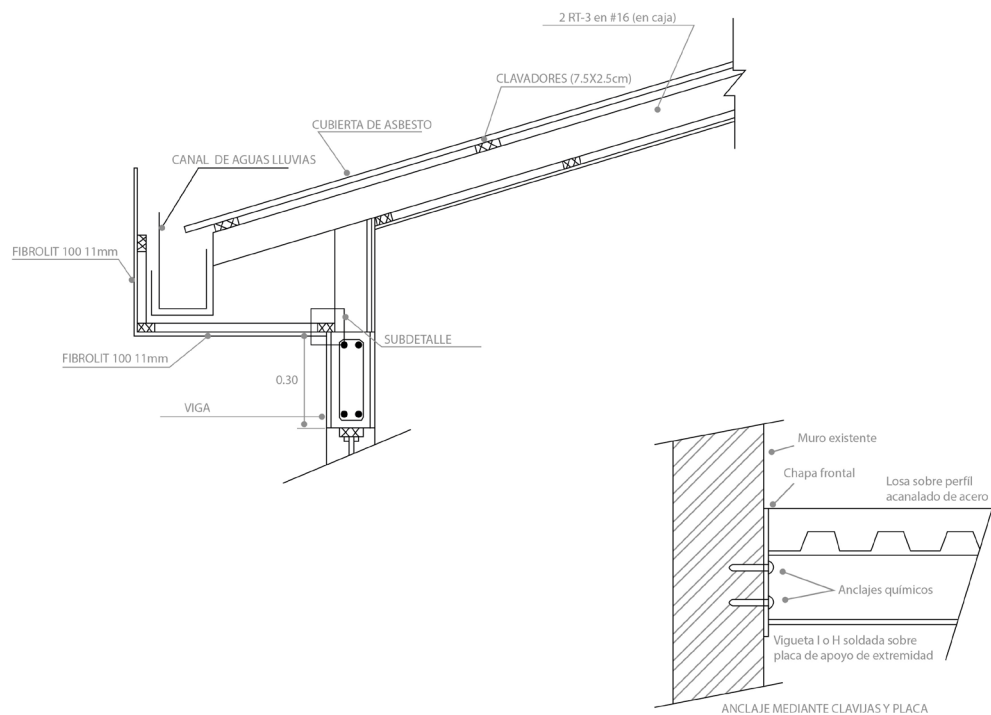 2 RT-3 en #16 (en caja)
CLAVADORES (7.5X2.5cm)
CUBIERTA DE ASBESTO
CANAL DE AGUAS LLUVIAS
FIBROLIT 100 11mm
SUBDETALLE
FIBROLIT 100 11mm
0.30
VIGA
Muro existente
Chapa frontal
Losa sobre perfil
acanalado de acero
Anclajes químicos
Vigueta I o H soldada sobre
placa de apoyo de extremidad
ANCLAJE MEDIANTE CLAVIJAS Y PLACA